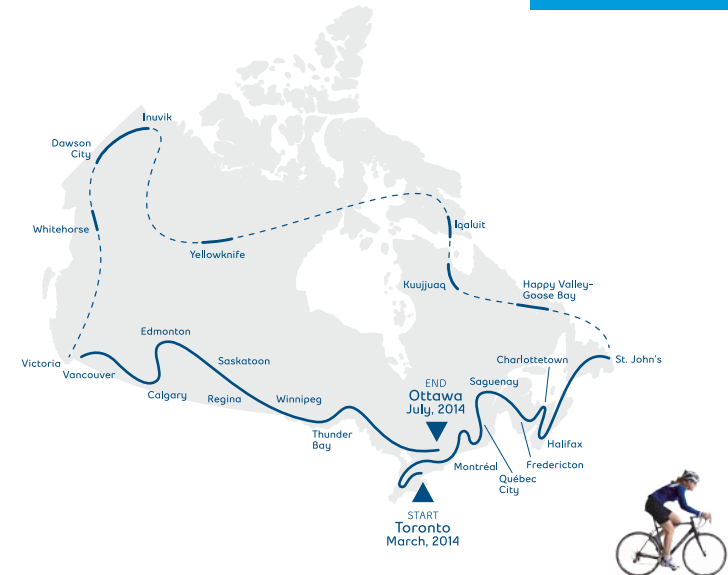 Inuvik
Dawson
City
Whitehorse
Yellowknife
Iqaluit
Kuujjuaq
Happy Valley–
Goose Bay
Edmonton
Saskatoon
Victoria
Vancouver
Calgary
Regina
Winnipeg
Thunder
Bay
END
Ottawa
July, 2014
Saguenay
Charlottetown
St. John's
Halifax
Fredericton
Montréal
Québec
City
START
Toronto
March, 2014